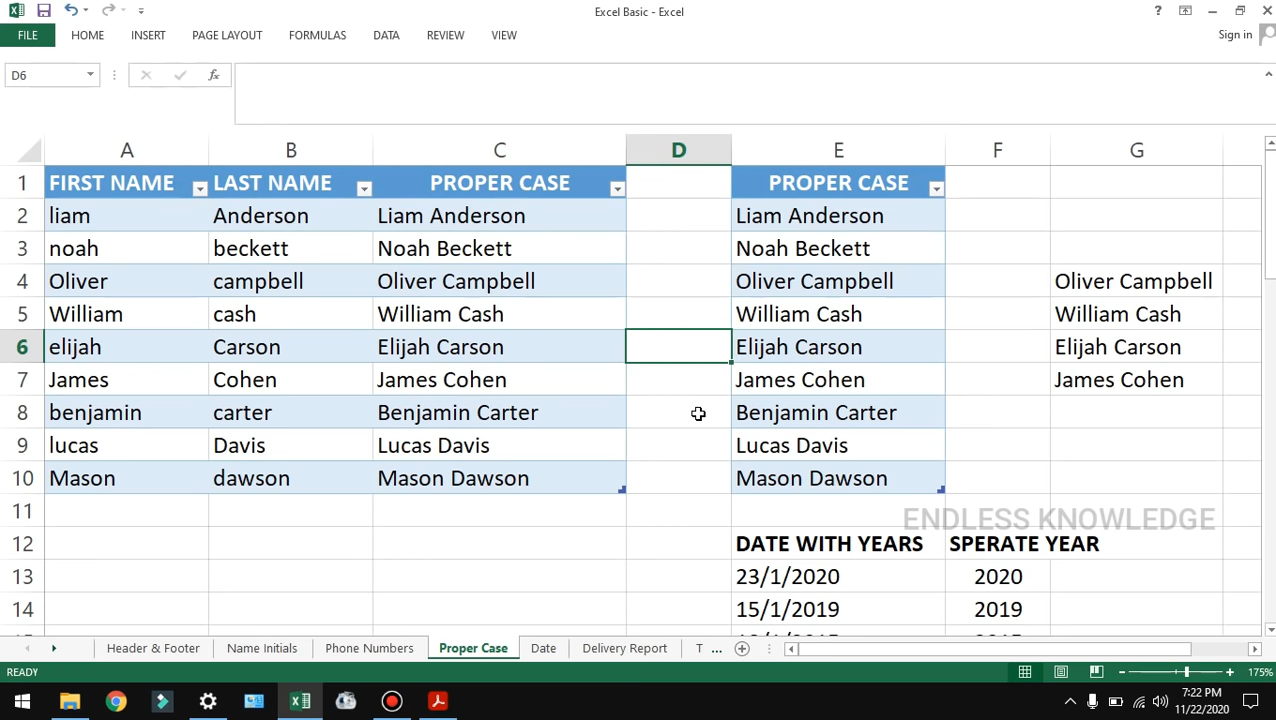 Excel Basic - Excel
?
Sign in
FILE HOME INSERT PAGE LAYOUT FORMULAS DATA REVIEW VIEW
D6 fx
A B C D E F G
1 FIRST NAME LAST NAME PROPER CASE PROPER CASE
2 liam Anderson Liam Anderson Liam Anderson
3 noah beckett Noah Beckett Noah Beckett
4 Oliver campbell Oliver Campbell Oliver Campbell Oliver Campbell
5 William cash William Cash William Cash William Cash
6 elijah Carson Elijah Carson Elijah Carson Elijah Carson
7 James Cohen James Cohen James Cohen James Cohen
8 benjamin carter Benjamin Carter Benjamin Carter
9 lucas Davis Lucas Davis Lucas Davis
10 Mason dawson Mason Dawson Mason Dawson
11
ENDLESS KNOWLEDGE
12 DATE WITH YEARS SPERATE YEAR
13 23/1/2020 2020
14 15/1/2019 2019
Header & Footer Name Initials Phone Numbers Proper Case Date Delivery Report T ...
READY 175%
7:22 PM
11/22/2020